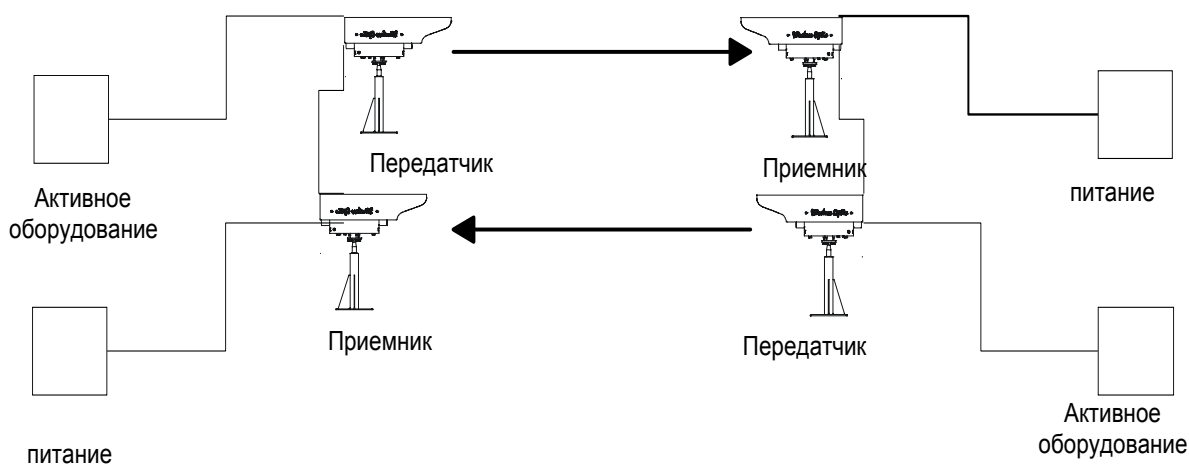 Передатчик
Приемник
Активное
оборудование
питание
Приемник
Передатчик
Активное
оборудование
питание